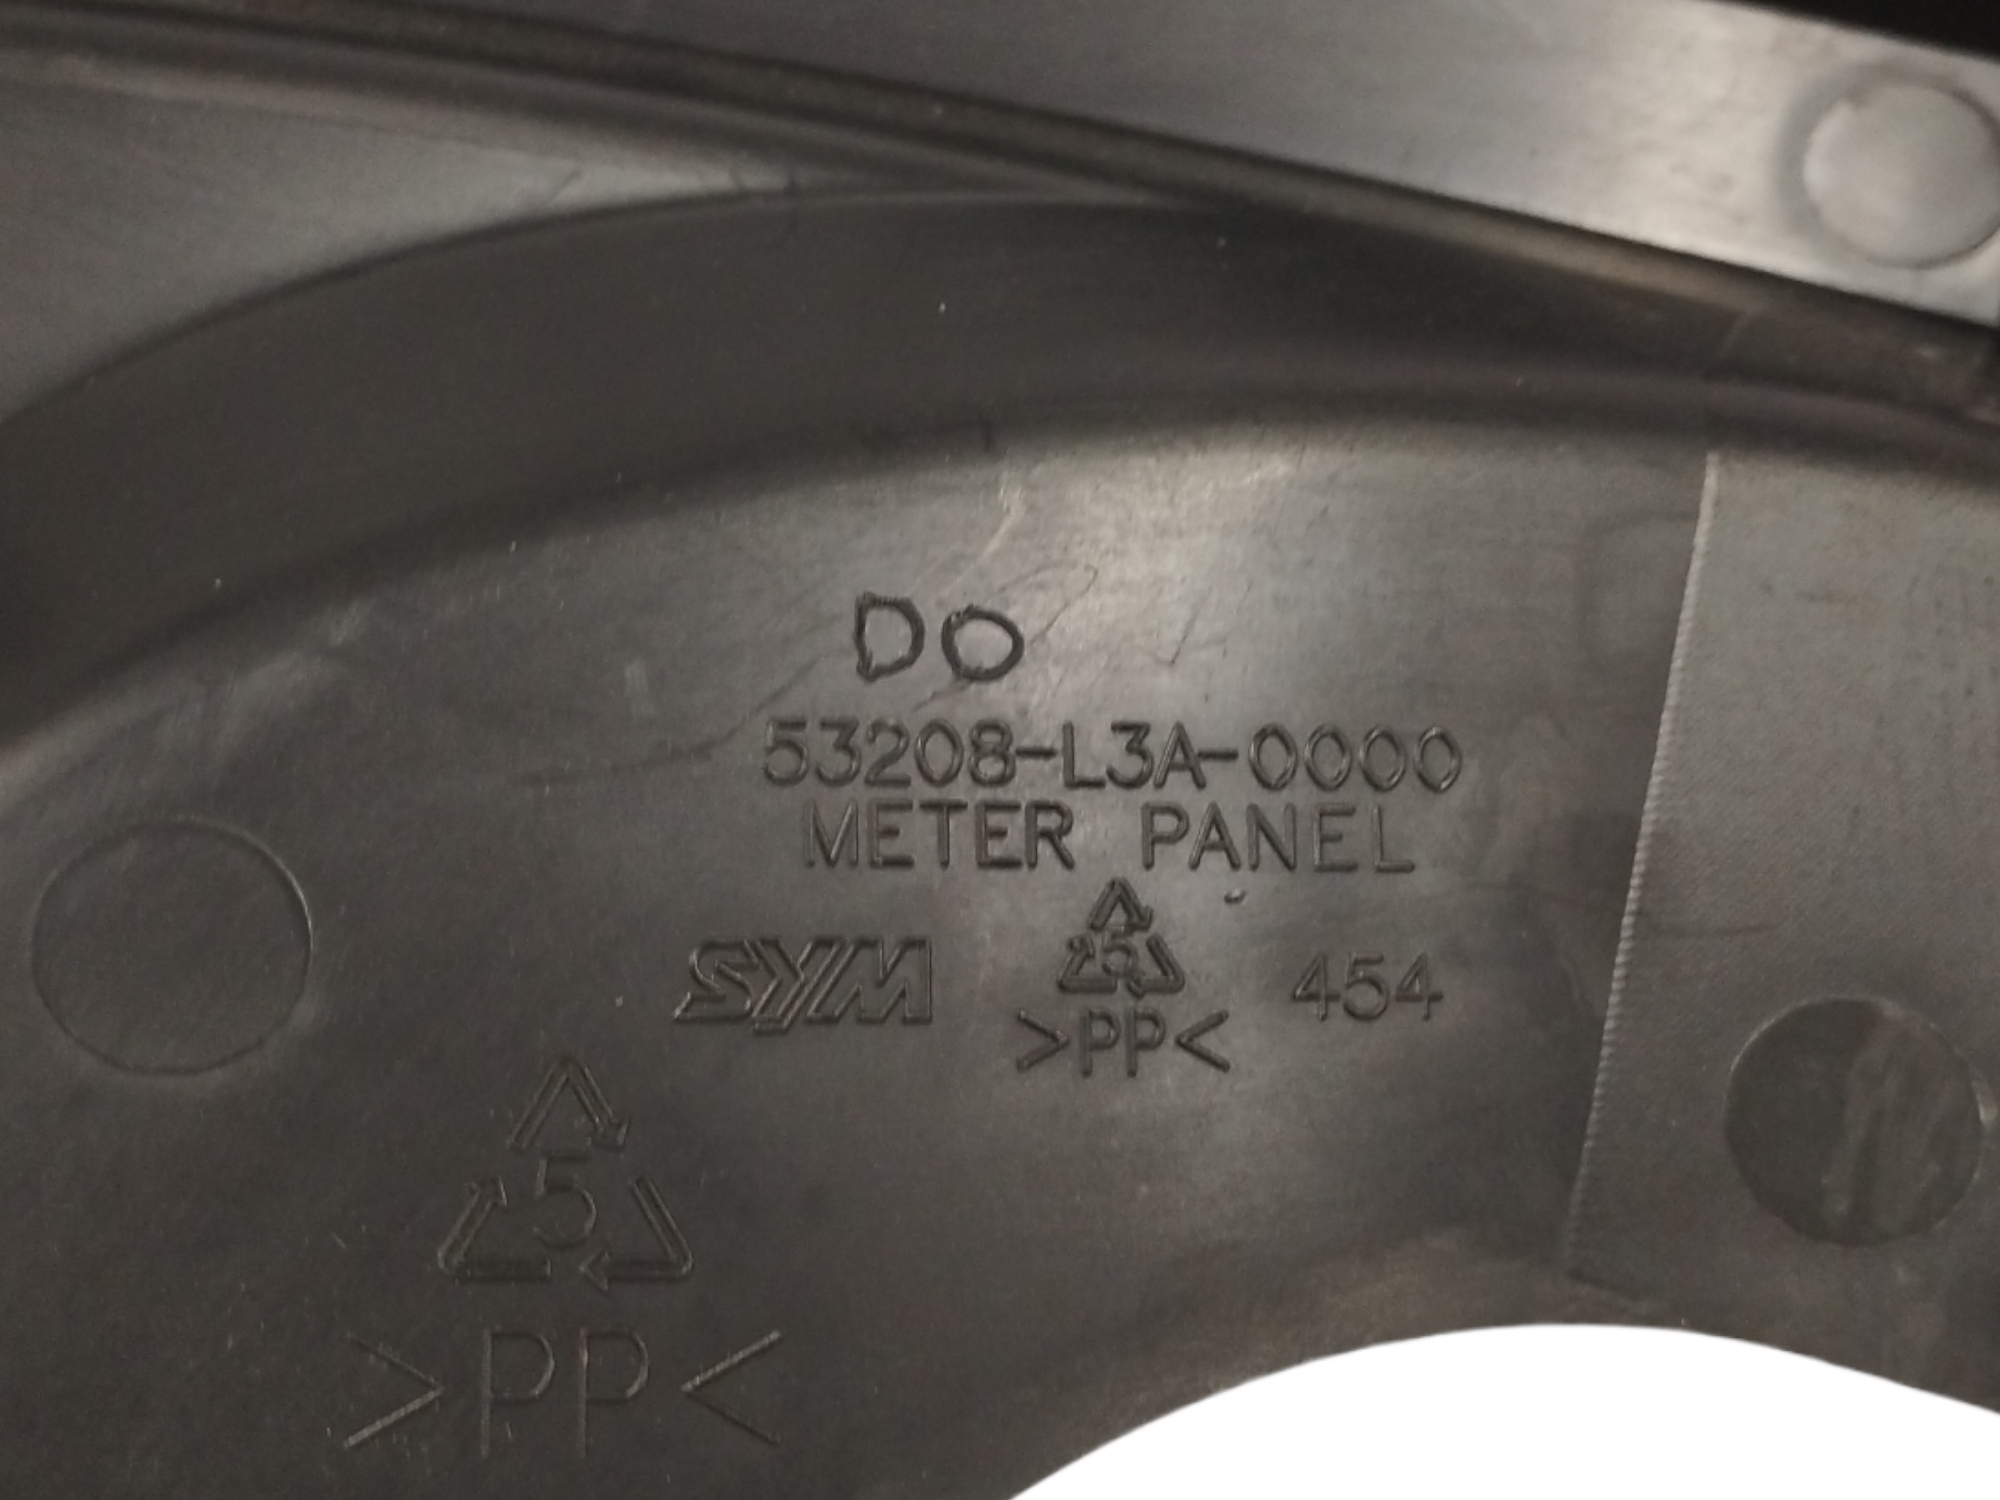 DO
53208-L3A-0000
METER PANEL
SYM 5 454
>PP<
5
>PP<